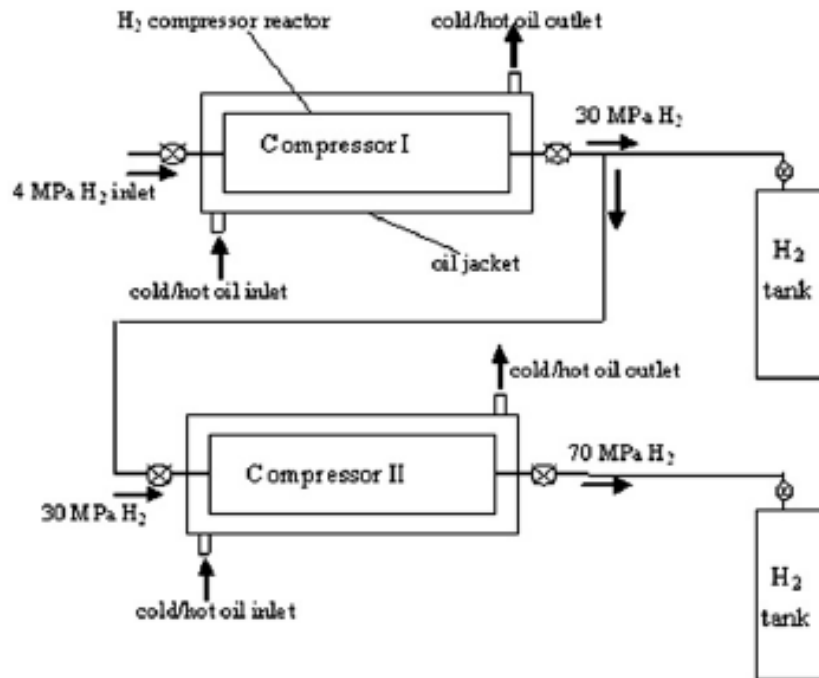 H₂ compressor reactor
cold/hot oil outlet
Compressor I
30 MPa H₂
4 MPa H₂ inlet
oil jacket
cold/hot oil inlet
H₂
tank
cold/hot oil outlet
Compressor II
70 MPa H₂
30 MPa H₂
cold/hot oil inlet
H₂
tank